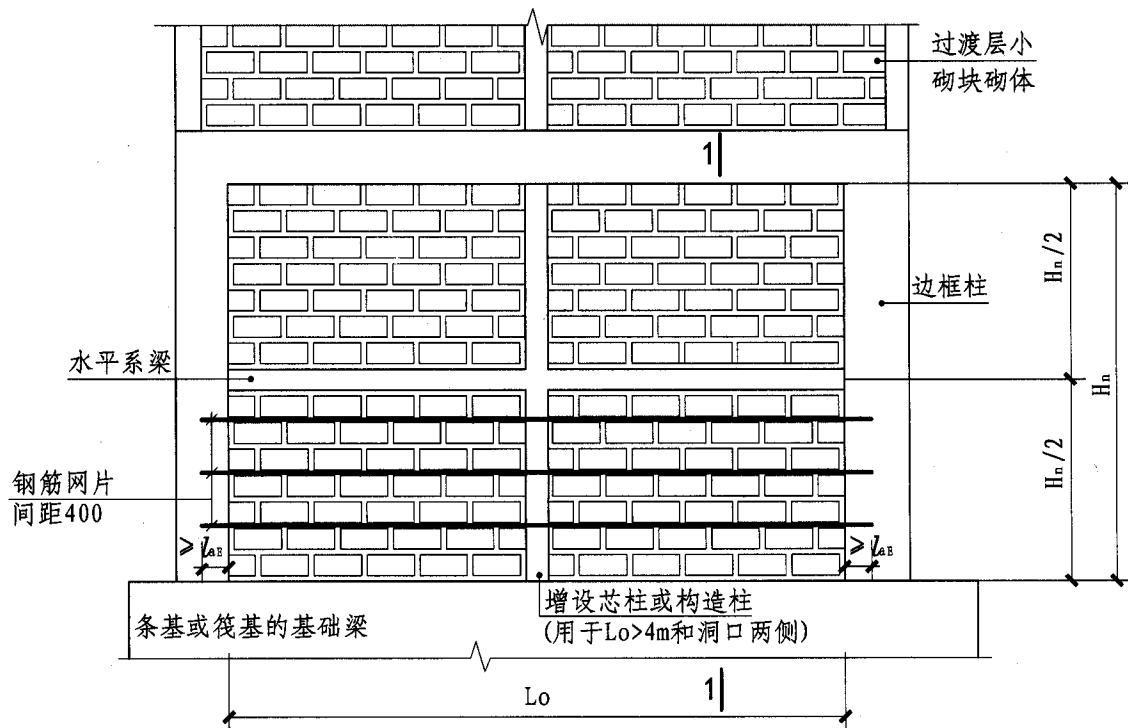 过渡层小
砌块砌体
1
Hn/2
边框柱
水平系梁
Hn
Hn/2
钢筋网片
间距400
≥laE
≥laE
增设芯柱或构造柱
(用于Lo>4m和洞口两侧)
条基或筏基的基础梁
1
Lo